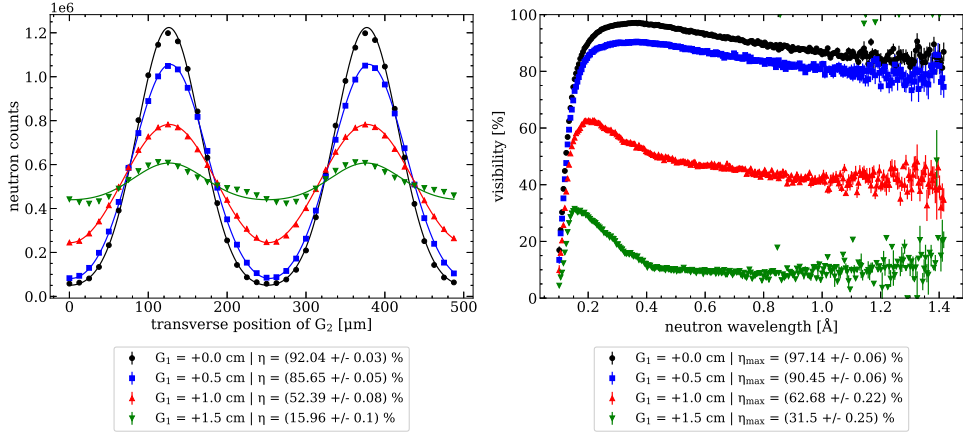 1e6
neutron counts
1.2
1.0
0.8
0.6
0.4
0.2
0.0
0 100 200 300 400 500
transverse position of G₂ [µm]
G₁ = +0.0 cm | η = (92.04 +/- 0.03) %
G₁ = +0.5 cm | η = (85.65 +/- 0.05) %
G₁ = +1.0 cm | η = (52.39 +/- 0.08) %
G₁ = +1.5 cm | η = (15.96 +/- 0.1) %
visibility [%]
100
80
60
40
20
0
0.2 0.4 0.6 0.8 1.0 1.2 1.4
neutron wavelength [Å]
G₁ = +0.0 cm | ηmax = (97.14 +/- 0.06) %
G₁ = +0.5 cm | ηmax = (90.45 +/- 0.06) %
G₁ = +1.0 cm | ηmax = (62.68 +/- 0.22) %
G₁ = +1.5 cm | ηmax = (31.5 +/- 0.25) %